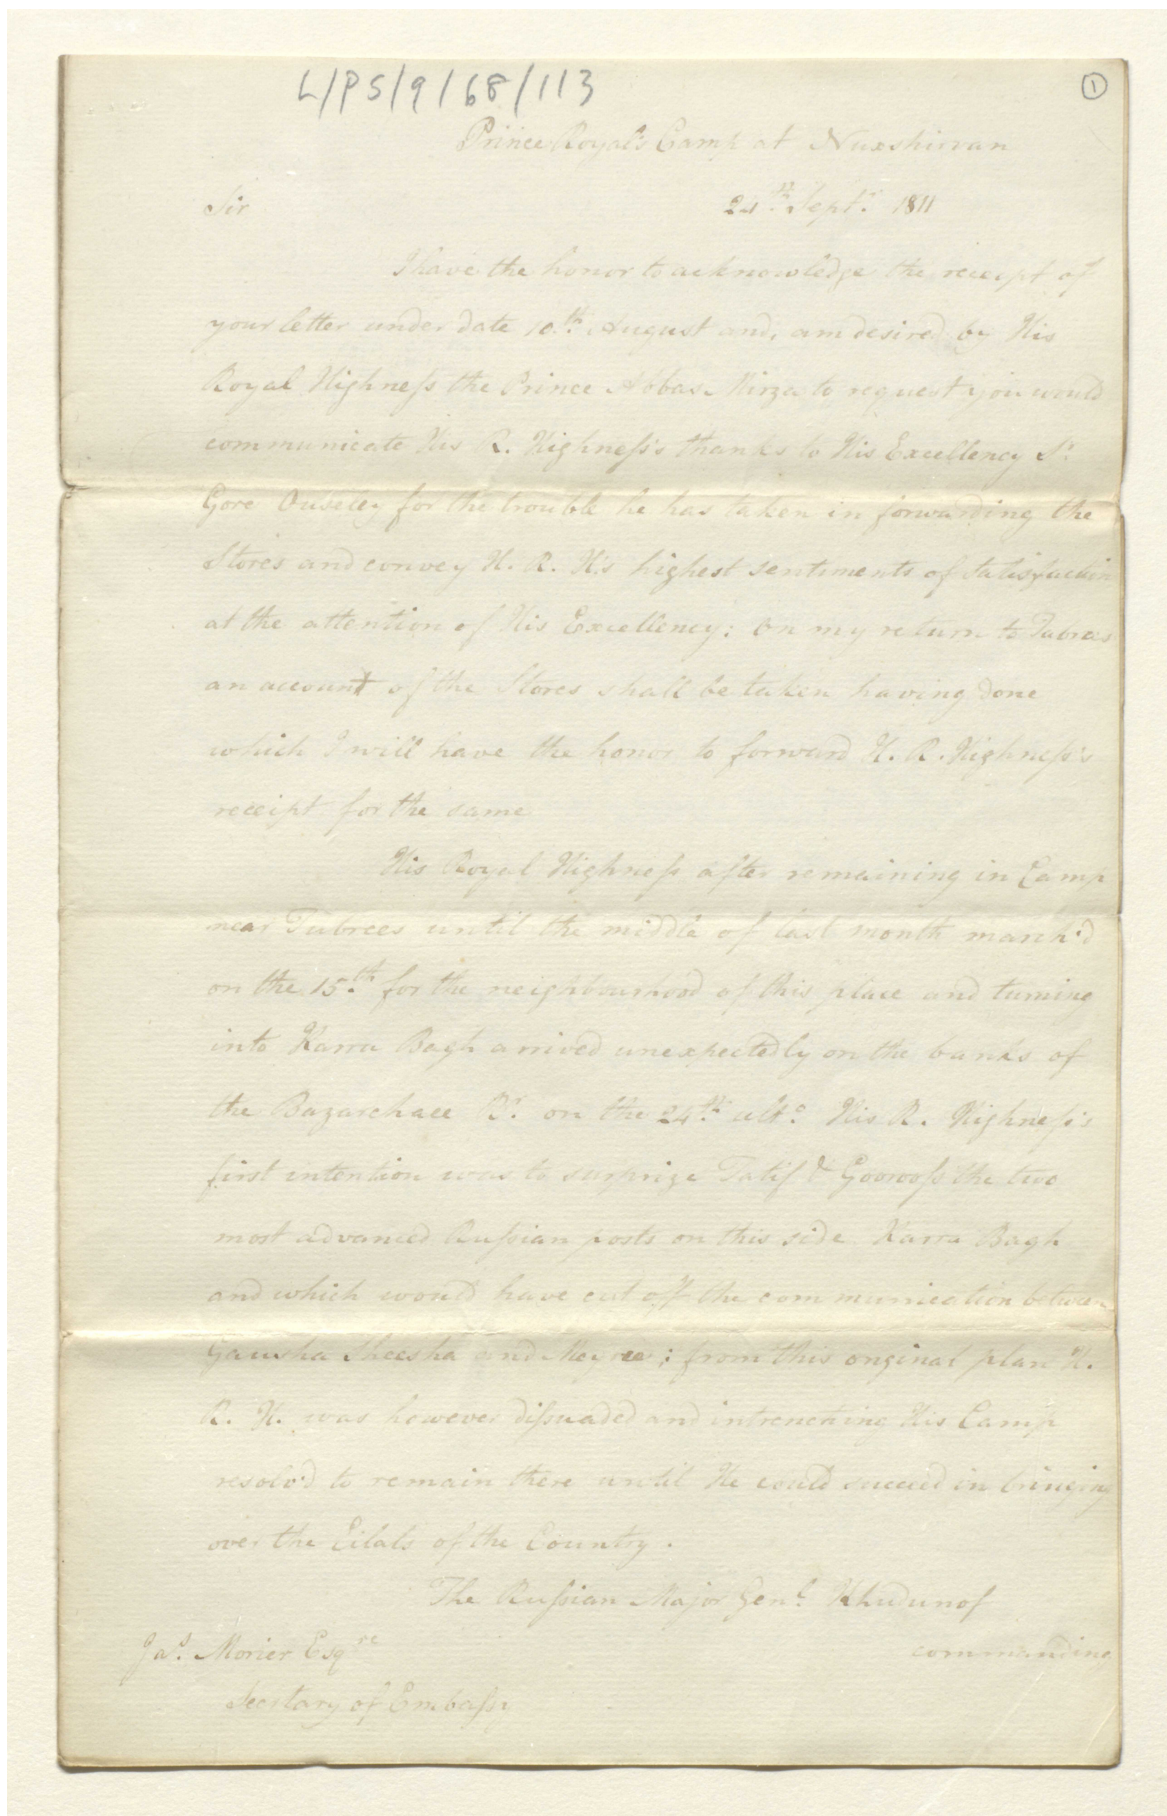 L/PS/9/68/113
1
Prince Royal's Camp at Nuxshirvan
Sir 24th. Septr. 1811
I have the honor to acknowledge the receipt of
your letter under date 10th. August and, am desired by His
Royal Highneſs the Prince Abbas Mirza to request you would
communicate His R. Highneſs's thanks to His Excellency Sr.
Gore Ouseley for the trouble he has taken in forwarding the
Stores and convey H. R. H's highest sentiments of Satisfaction
at the attention of His Excellency; On my return to Tabrees
an account of the Stores shall be taken having done
which I will have the honor to forward H. R. Highneſs's
receipt for the same
His Royal Highneſs after remaining in Camp
near Tubrees until the middle of last month march'd
on the 15th. for the neighbourhood of this place and turning
into Karra Bagh arrived unexpectedly on the banks of
the Bazarchaee Rr. on the 24th. ulto. His R. Highneſs's
first intention was to surprize Tatif & Goorooſs the two
most advanced Ruſsian posts on this side Karra Bagh
and which would have cut off the communication between
Gausha Sheesha and Megree; from this original plan H.
R. H. was however diſsuaded and intrenching His Camp
resolv'd to remain there until He could succeed in bringing
over the Eilats of the Country.
The Ruſsian Major Genl. Khudunof
commanding
Jas. Morier Esqre
Secretary of Embaſsy